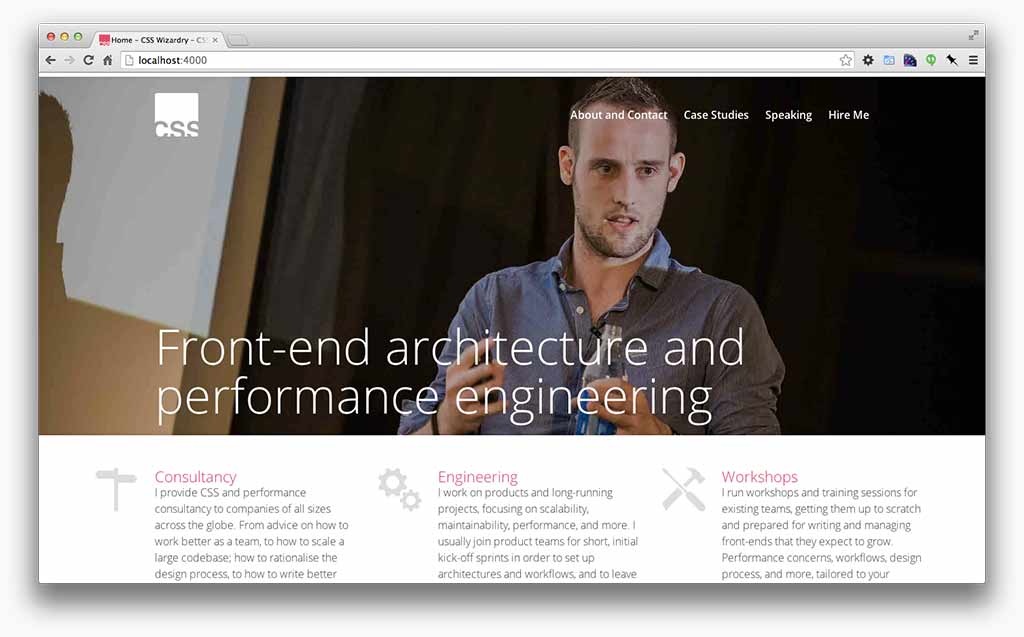 Home – CSS Wizardry – CS
localhost:4000
CSS
About and Contact Case Studies Speaking Hire Me
Front-end architecture and
performance engineering
Consultancy
I provide CSS and performance
consultancy to companies of all sizes
across the globe. From advice on how to
work better as a team, to how to scale a
large codebase; how to rationalise the
design process, to how to write better
Engineering
I work on products and long-running
projects, focusing on scalability,
maintainability, performance, and more. I
usually join product teams for short, initial
kick-off sprints in order to set up
architectures and workflows, and to leave
Workshops
I run workshops and training sessions for
existing teams, getting them up to scratch
and prepared for writing and managing
front-ends that they expect to grow.
Performance concerns, workflows, design
process, and more, tailored to your